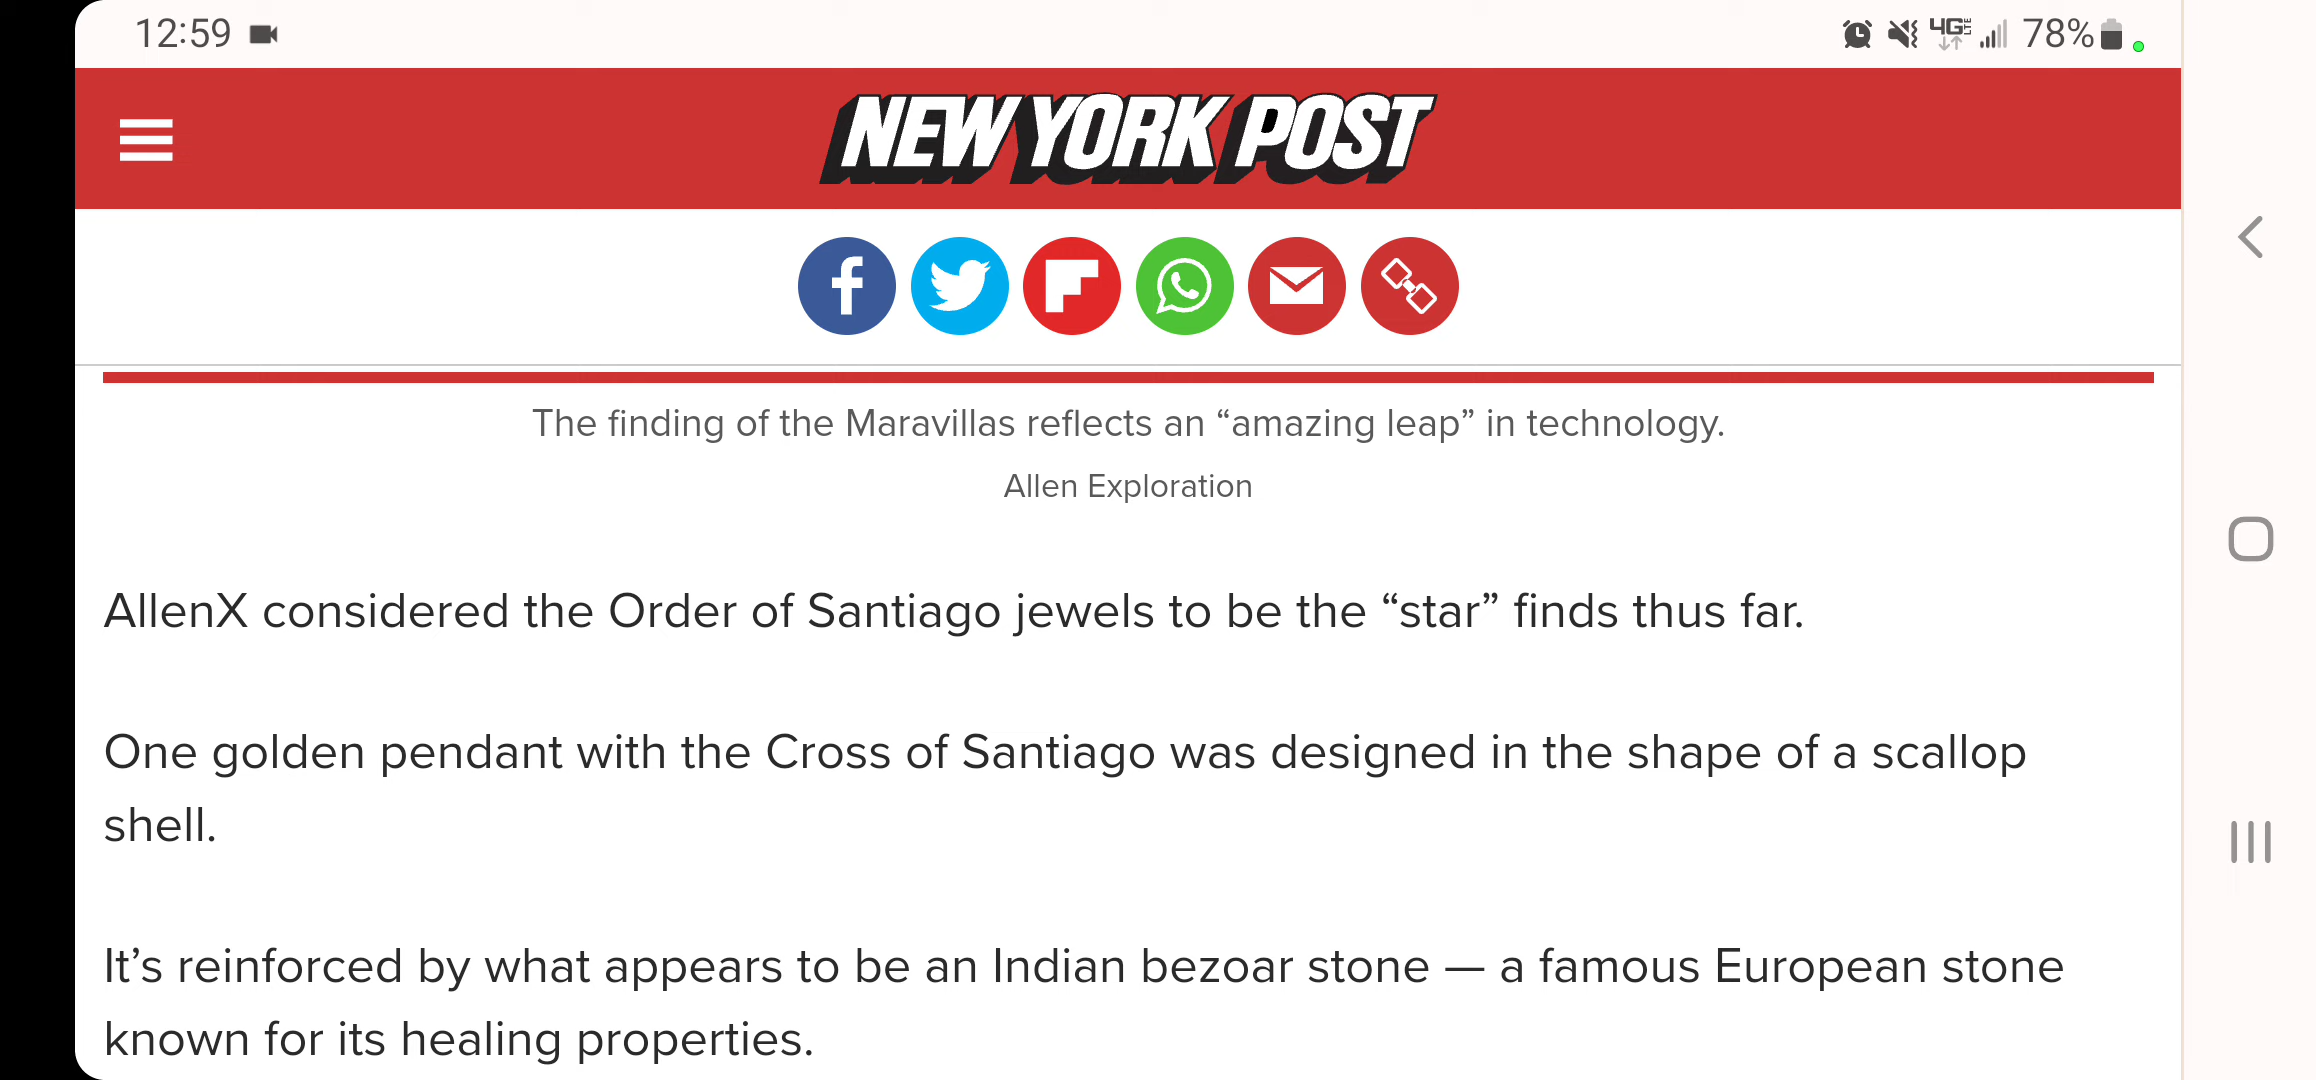 12:59
4G LTE 78%
NEW YORK POST
The finding of the Maravillas reflects an “amazing leap” in technology.
Allen Exploration
AllenX considered the Order of Santiago jewels to be the “star” finds thus far.
One golden pendant with the Cross of Santiago was designed in the shape of a scallop
shell.
It’s reinforced by what appears to be an Indian bezoar stone — a famous European stone
known for its healing properties.